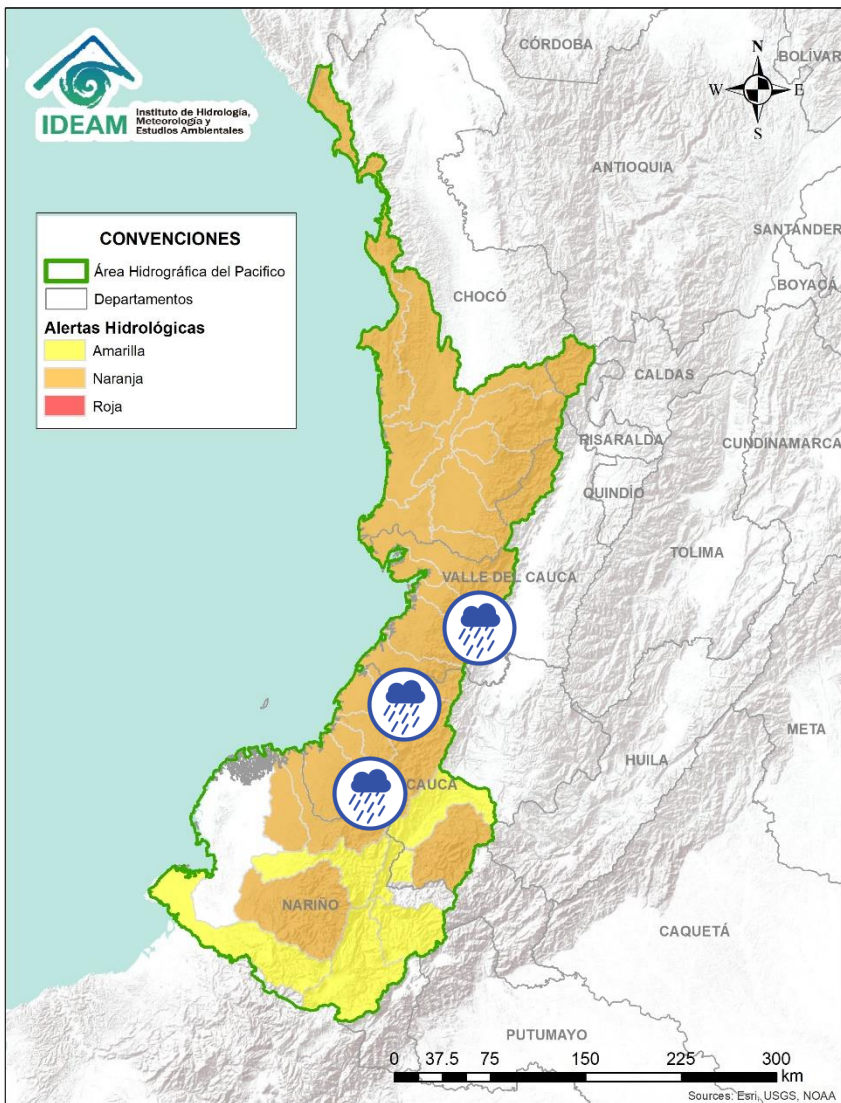 IDEAM
Instituto de Hidrología,
Meteorología y
Estudios Ambientales
CÓRDOBA
BOLÍVAR
N
W
E
S
ANTIOQUIA
SANTANDER
BOYACÁ
CONVENCIONES
Área Hidrográfica del Pacifico
Departamentos
Alertas Hidrológicas
Amarilla
Naranja
Roja
CHOCÓ
CALDAS
RISARALDA
CUNDINAMARCA
QUINDÍO
TOLIMA
VALLE DEL CAUCA
META
HUILA
CAUCA
NARIÑO
CAQUETÁ
PUTUMAYO
0 37.5 75 150 225 300
km
Sources: Esri, USGS, NOAA